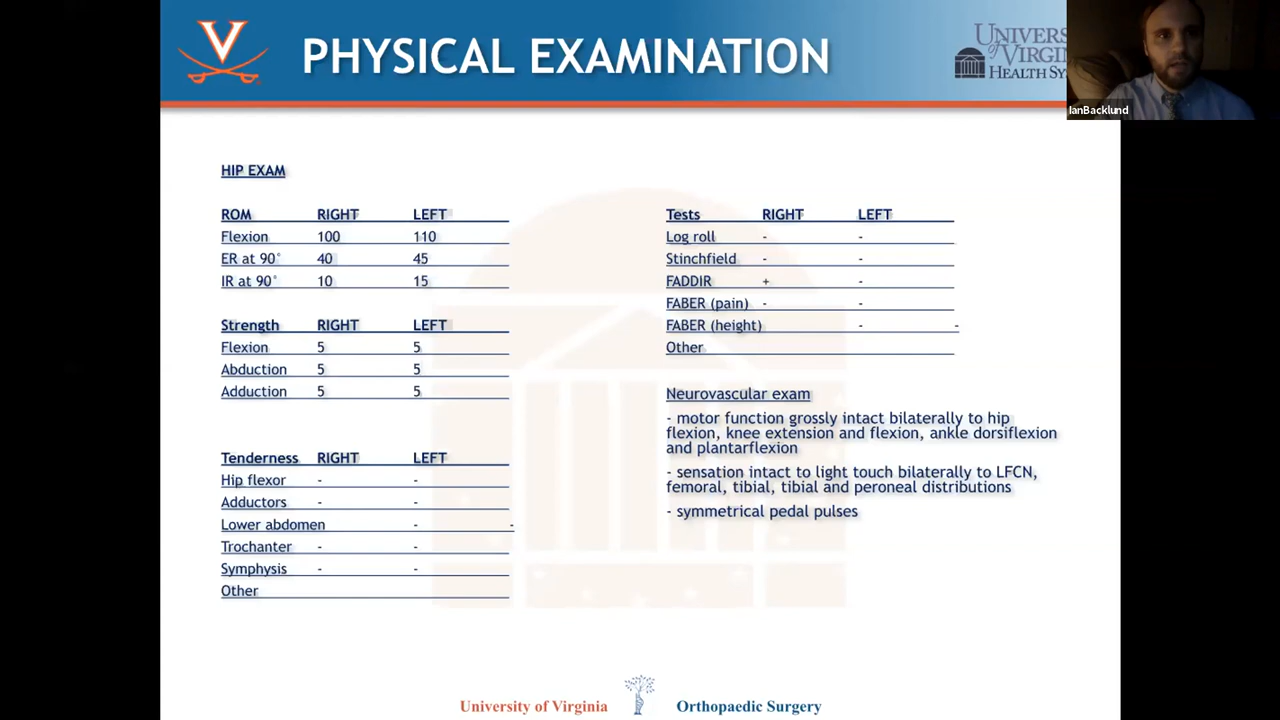 PHYSICAL EXAMINATION
V
UNIVERS
of VIRGIN
HEALTH SY
IanBacklund
HIP EXAM
ROM RIGHT LEFT
Flexion 100 110
ER at 90° 40 45
IR at 90° 10 15
Strength RIGHT LEFT
Flexion 5 5
Abduction 5 5
Adduction 5 5
Tenderness RIGHT LEFT
Hip flexor - -
Adductors - -
Lower abdomen - -
Trochanter - -
Symphysis - -
Other
Tests RIGHT LEFT
Log roll - -
Stinchfield - -
FADDIR + -
FABER (pain) - -
FABER (height) - -
Other
Neurovascular exam
- motor function grossly intact bilaterally to hip
flexion, knee extension and flexion, ankle dorsiflexion
and plantarflexion
- sensation intact to light touch bilaterally to LFCN,
femoral, tibial, tibial and peroneal distributions
- symmetrical pedal pulses
University of Virginia Orthopaedic Surgery